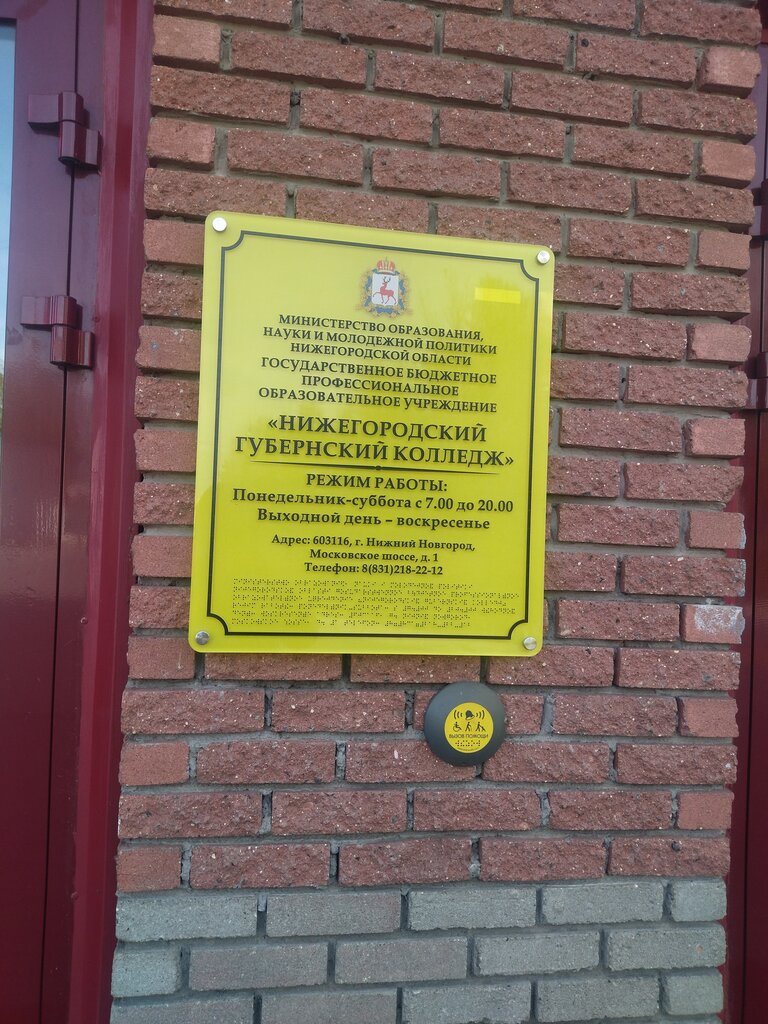 МИНИСТЕРСТВО ОБРАЗОВАНИЯ,
НАУКИ И МОЛОДЕЖНОЙ ПОЛИТИКИ
НИЖЕГОРОДСКОЙ ОБЛАСТИ
ГОСУДАРСТВЕННОЕ БЮДЖЕТНОЕ
ПРОФЕССИОНАЛЬНОЕ
ОБРАЗОВАТЕЛЬНОЕ УЧРЕЖДЕНИЕ
«НИЖЕГОРОДСКИЙ
ГУБЕРНСКИЙ КОЛЛЕДЖ»
РЕЖИМ РАБОТЫ:
Понедельник-суббота с 7.00 до 20.00
Выходной день – воскресенье
Адрес: 603116, г. Нижний Новгород,
Московское шоссе, д. 1
Телефон: 8(831)218-22-12
ВЫЗОВ ПОМОЩИ